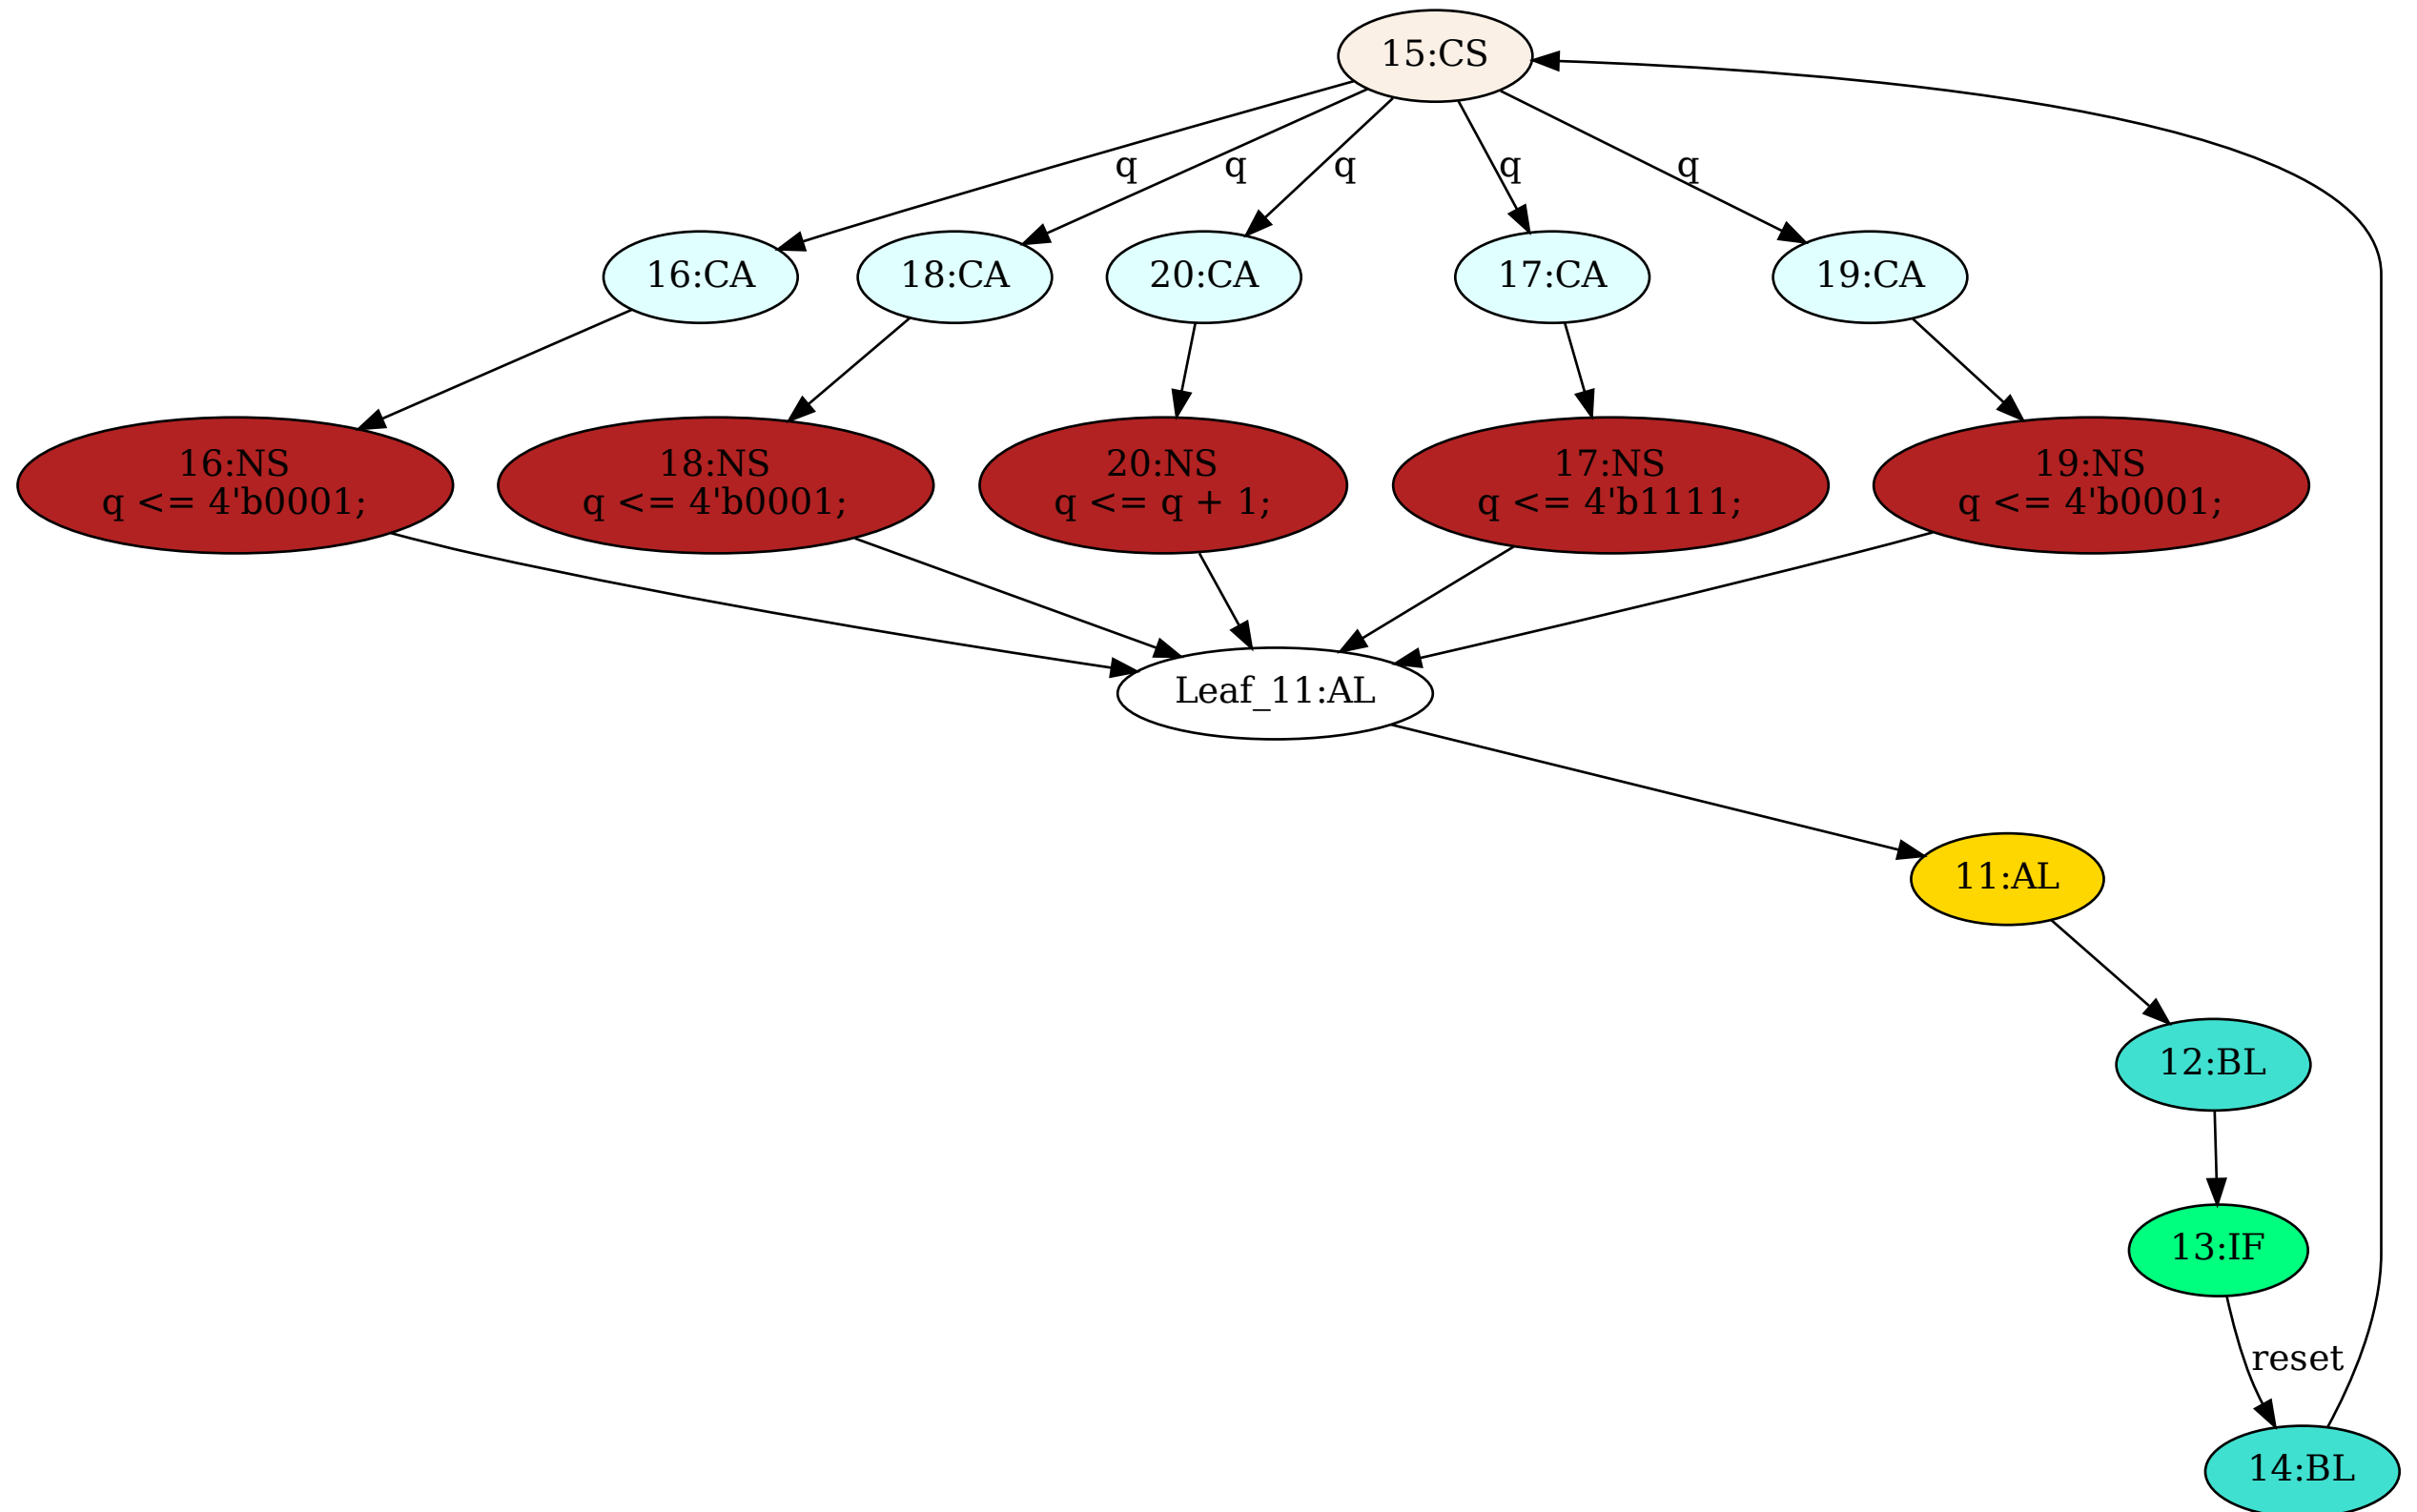 15:CS
q
q
q
q
q
16:CA
18:CA
20:CA
17:CA
19:CA
16:NS
q <= 4'b0001;
18:NS
q <= 4'b0001;
20:NS
q <= q + 1;
17:NS
q <= 4'b1111;
19:NS
q <= 4'b0001;
Leaf_11:AL
11:AL
12:BL
13:IF
reset
14:BL